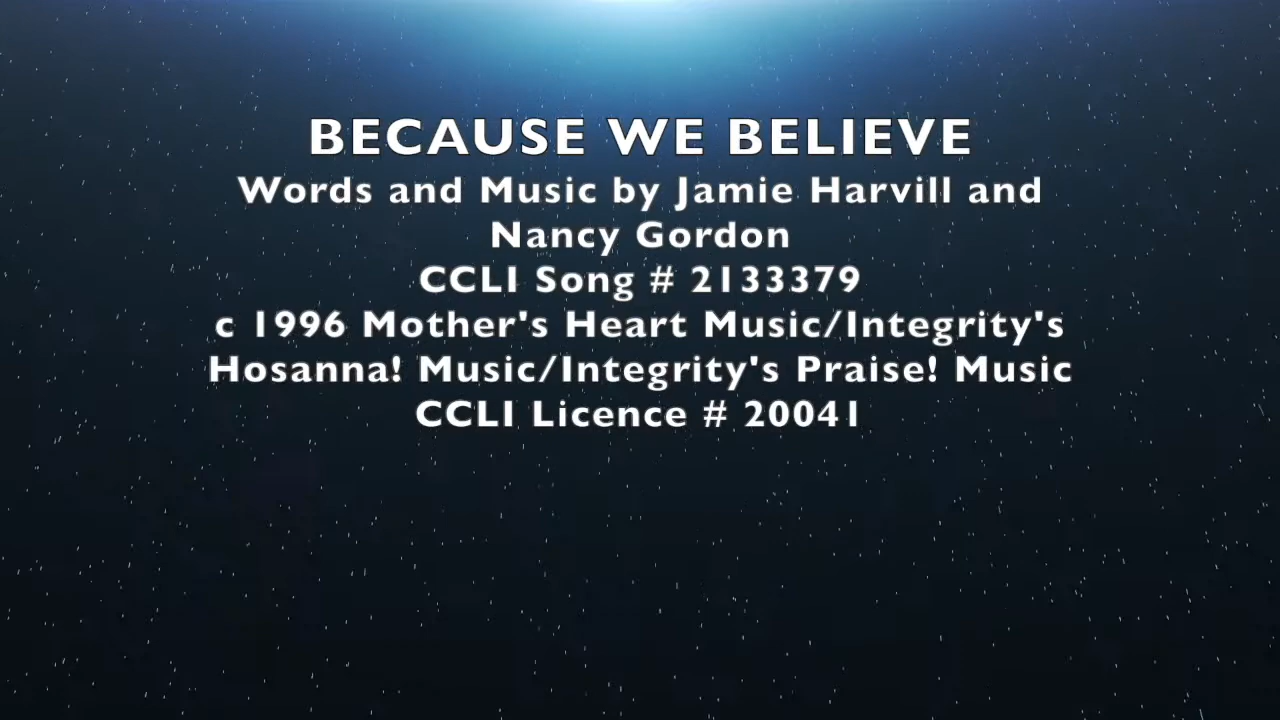 BECAUSE WE BELIEVE
Words and Music by Jamie Harvill and
Nancy Gordon
CCLI Song # 2133379
c 1996 Mother's Heart Music/Integrity's
Hosanna! Music/Integrity's Praise! Music
CCLI Licence # 20041